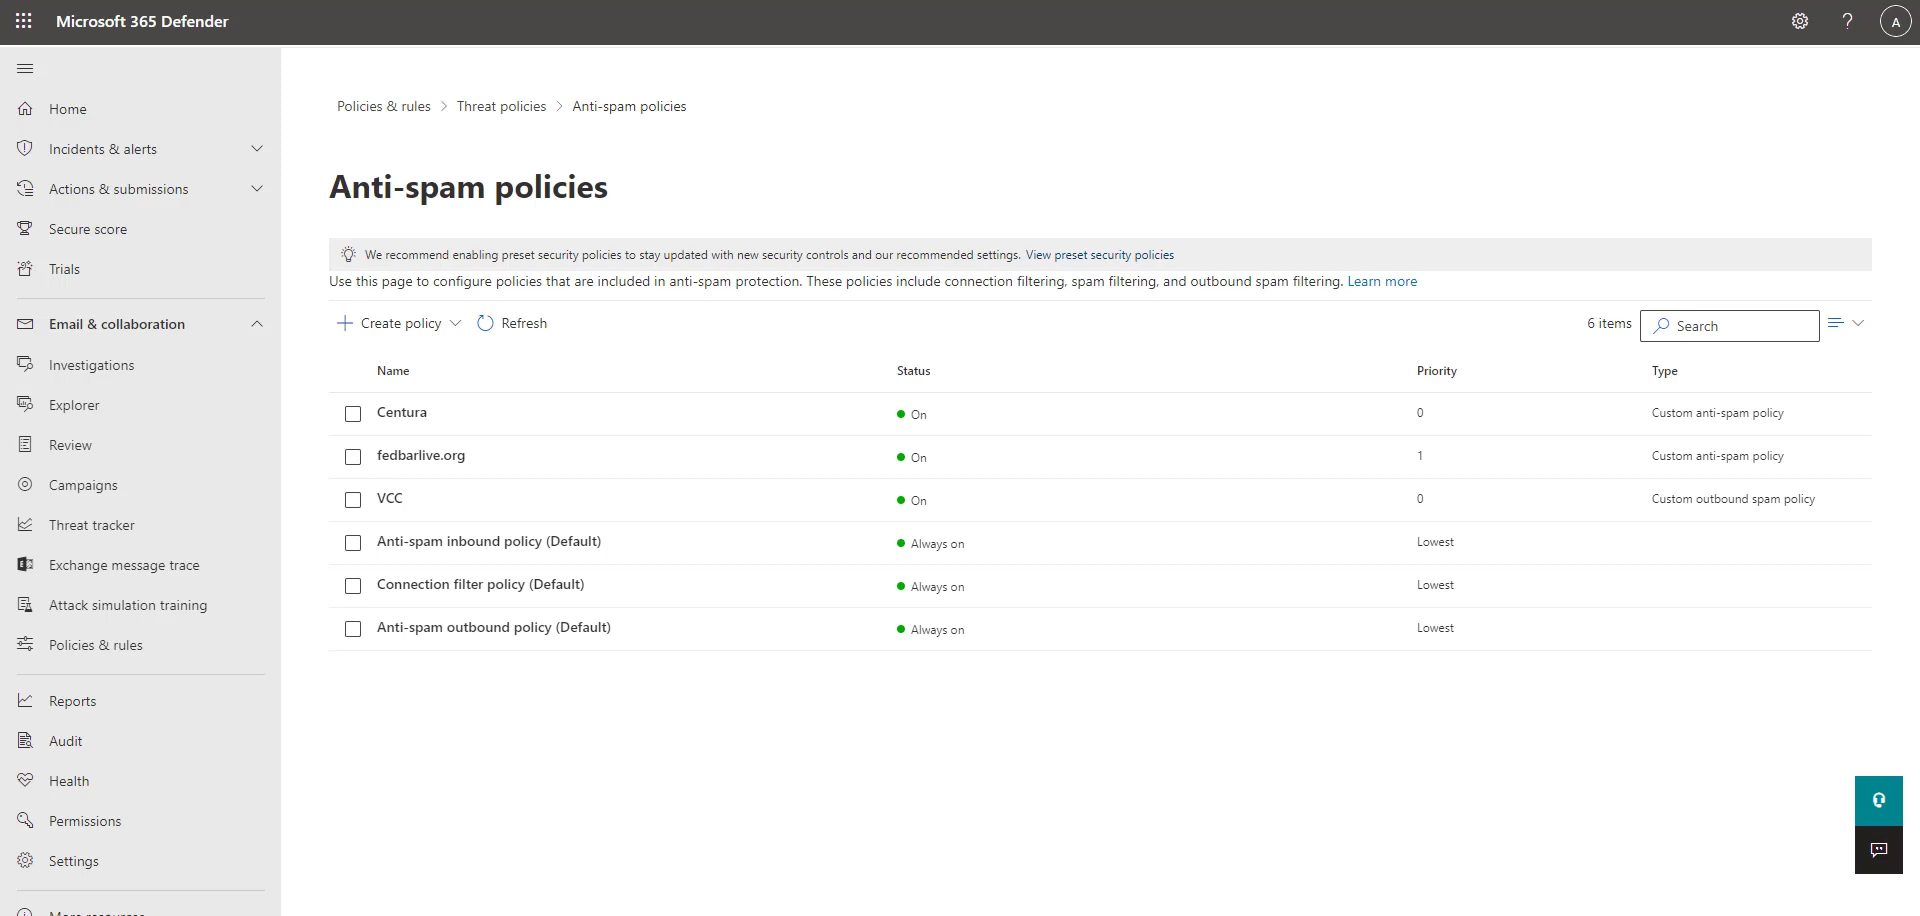 Microsoft 365 Defender
A
Home
Incidents & alerts
Actions & submissions
Secure score
Trials
Email & collaboration
Investigations
Explorer
Review
Campaigns
Threat tracker
Exchange message trace
Attack simulation training
Policies & rules
Reports
Audit
Health
Permissions
Settings
More resources
Policies & rules > Threat policies > Anti-spam policies
Anti-spam policies
We recommend enabling preset security policies to stay updated with new security controls and our recommended settings. View preset security policies
Use this page to configure policies that are included in anti-spam protection. These policies include connection filtering, spam filtering, and outbound spam filtering. Learn more
Create policy Refresh 6 items Search
Name Status Priority Type
Centura On 0 Custom anti-spam policy
fedbarlive.org On 1 Custom anti-spam policy
VCC On 0 Custom outbound spam policy
Anti-spam inbound policy (Default) Always on Lowest
Connection filter policy (Default) Always on Lowest
Anti-spam outbound policy (Default) Always on Lowest